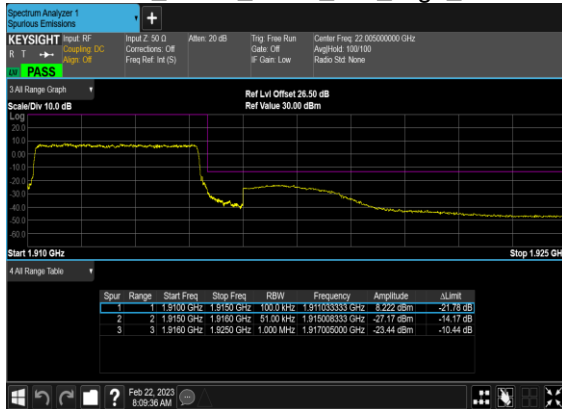 Spectrum Analyzer 1
Spurious Emissions
KEYSIGHT
R T
Input: RF
Coupling: DC
Align: Off
Input Z: 50 Ω
Corrections: Off
Freq Ref: Int (S)
Atten: 20 dB
Trig: Free Run
Gate: Off
IF Gain: Low
Center Freq: 22.005000000 GHz
Avg|Hold: 100/100
Radio Std: None
PASS
3 All Range Graph
Scale/Div 10.0 dB
Ref Lvl Offset 26.50 dB
Ref Value 30.00 dBm
Log
20.0
10.0
0.00
-10.0
-20.0
-30.0
-40.0
-50.0
-60.0
Start 1.910 GHz
Stop 1.925 GH
4 All Range Table
Spur Range Start Freq Stop Freq RBW Frequency Amplitude ΔLimit
1 1 1.9100 GHz 1.9150 GHz 100.0 kHz 1.911033333 GHz 8.222 dBm -21.78 dB
2 2 1.9150 GHz 1.9160 GHz 51.00 kHz 1.915008333 GHz -27.17 dBm -14.17 dB
3 3 1.9160 GHz 1.9250 GHz 1.000 MHz 1.917005000 GHz -23.44 dBm -10.44 dB
?
Feb 22, 2023
8:09:36 AM